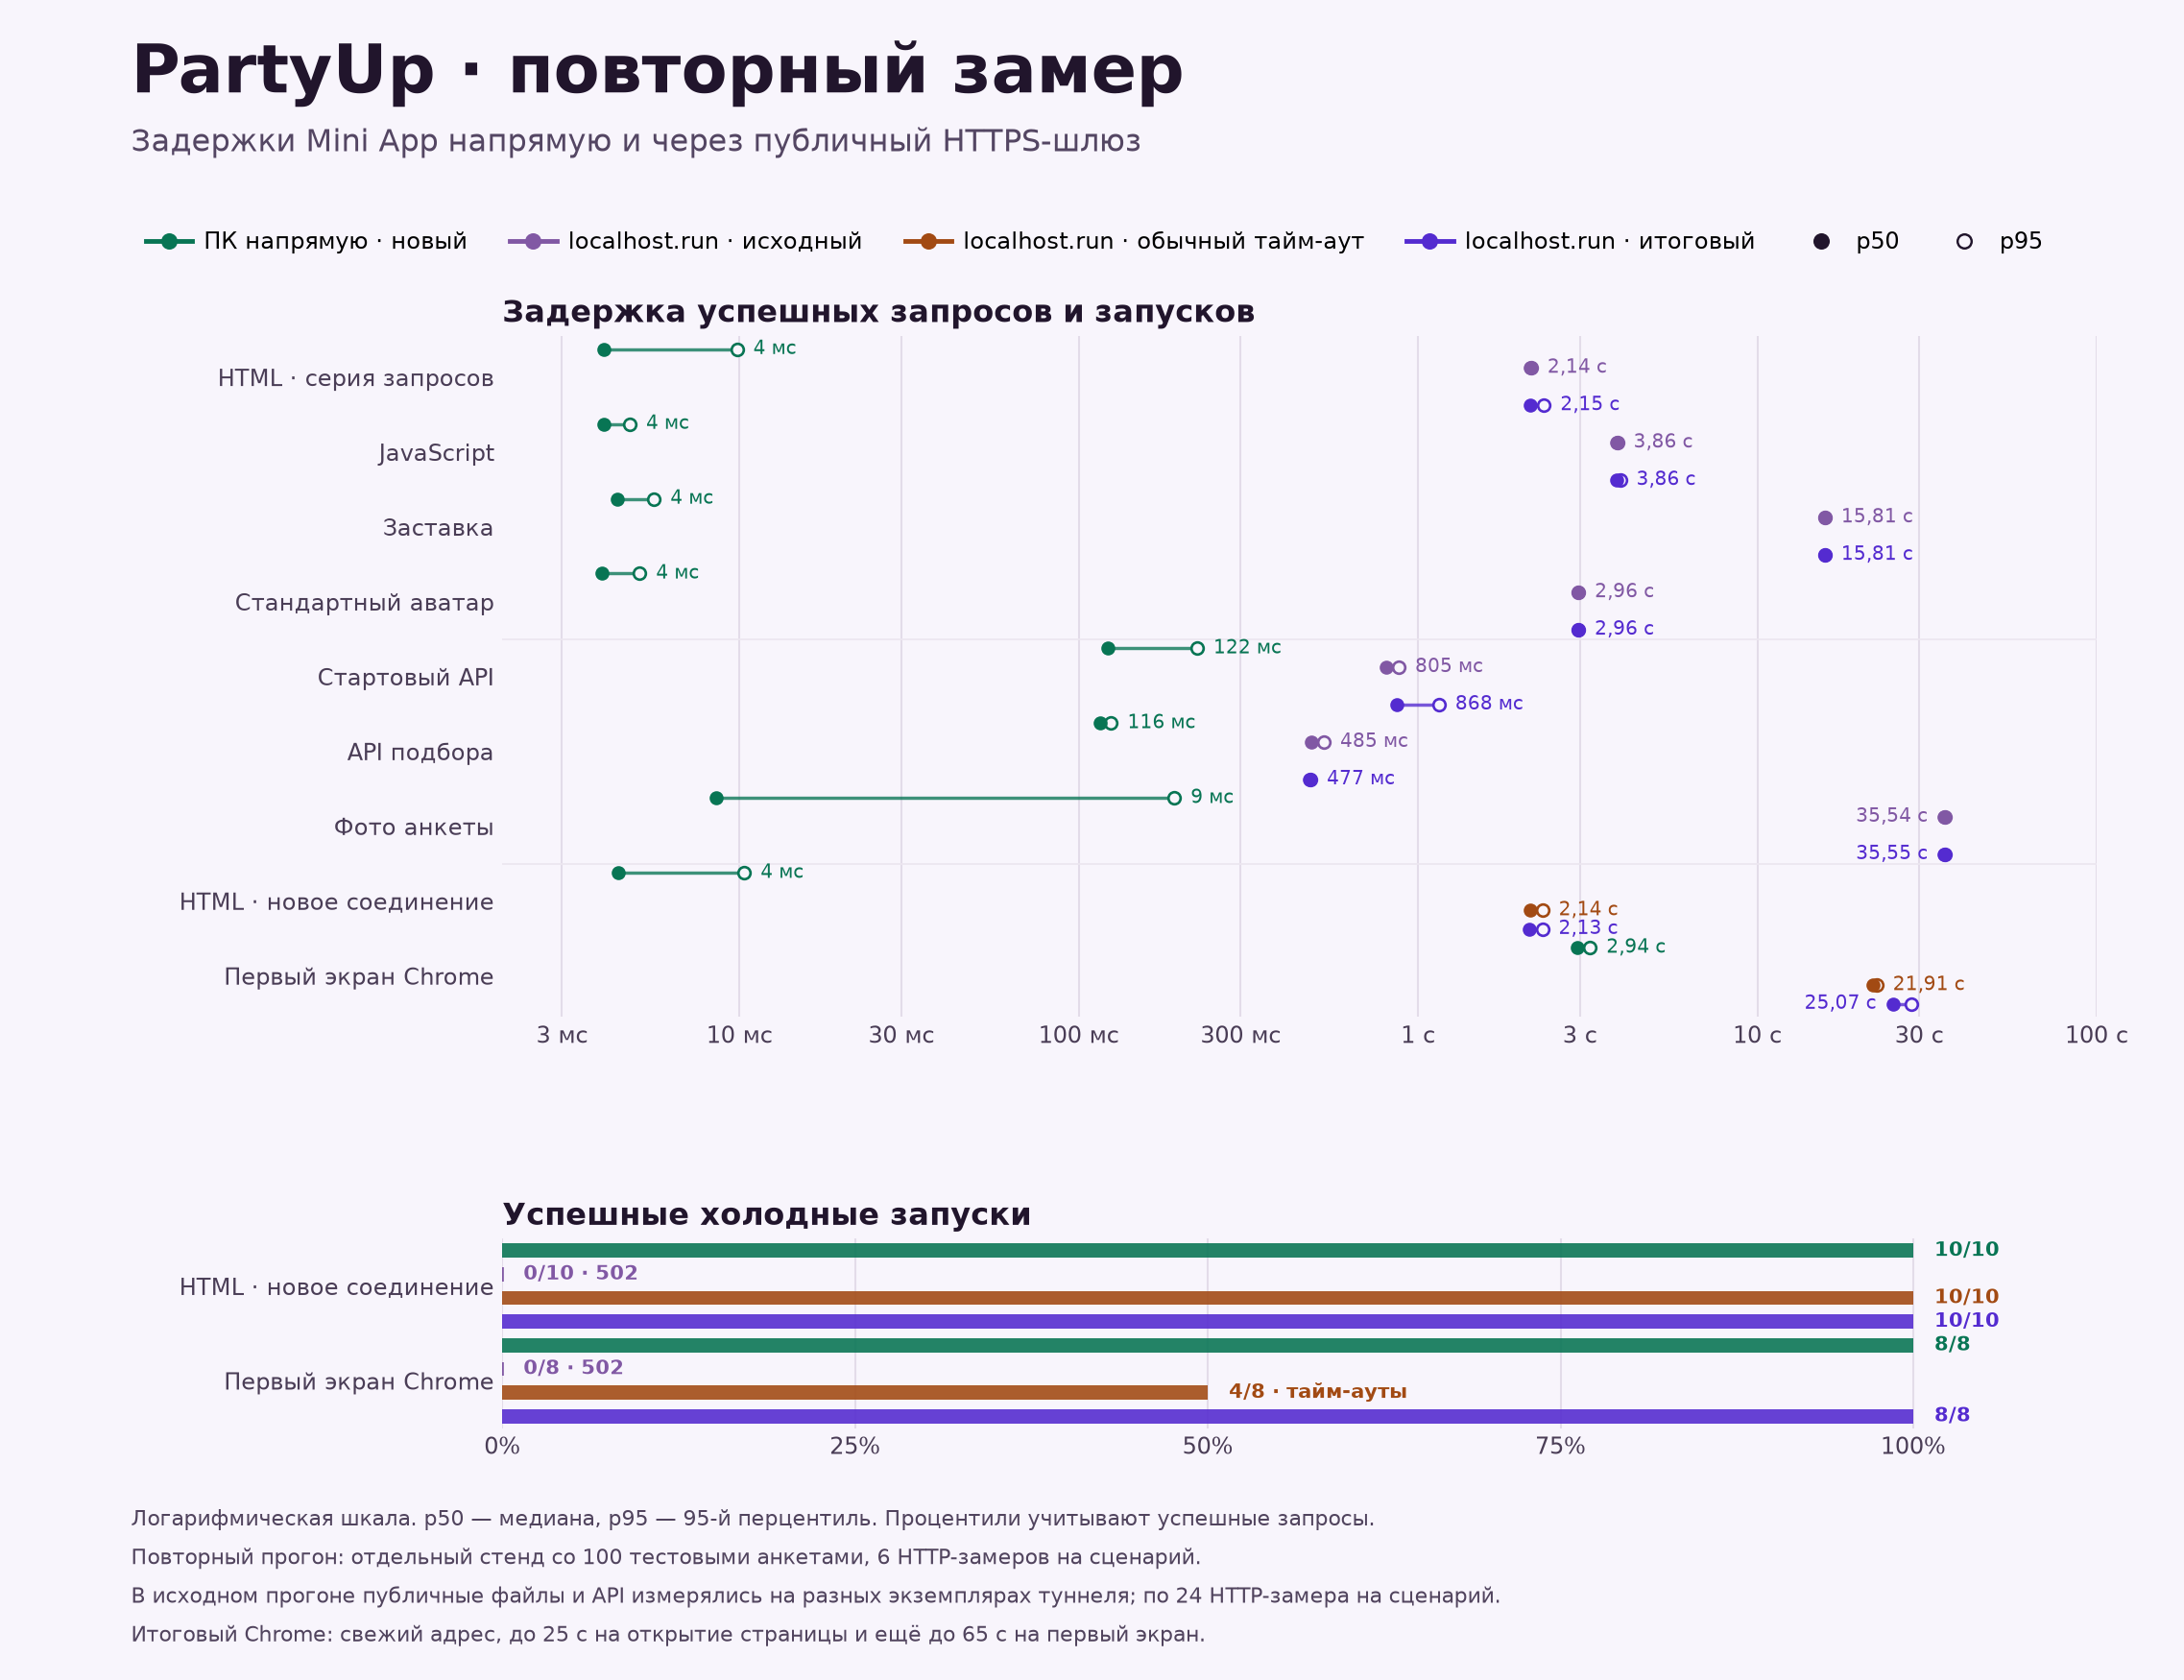 PartyUp · повторный замер
Задержки Mini App напрямую и через публичный HTTPS-шлюз
ПК напрямую · новый
localhost.run · исходный
localhost.run · обычный тайм-аут
localhost.run · итоговый
p50
p95
Задержка успешных запросов и запусков
4 мс
2,14 с
HTML · серия запросов
2,15 с
4 мс
3,86 с
JavaScript
3,86 с
4 мс
15,81 с
Заставка
15,81 с
4 мс
2,96 с
Стандартный аватар
2,96 с
122 мс
805 мс
Стартовый API
868 мс
116 мс
485 мс
API подбора
477 мс
9 мс
35,54 с
Фото анкеты
35,55 с
4 мс
HTML · новое соединение
2,14 с
2,13 с
2,94 с
Первый экран Chrome
21,91 с
25,07 с
3 мс
10 мс
30 мс
100 мс
300 мс
1 с
3 с
10 с
30 с
100 с
Успешные холодные запуски
10/10
0/10 · 502
HTML · новое соединение
10/10
10/10
8/8
0/8 · 502
Первый экран Chrome
4/8 · тайм-ауты
8/8
0%
25%
50%
75%
100%
Логарифмическая шкала. p50 — медиана, p95 — 95-й перцентиль. Процентили учитывают успешные запросы.
Повторный прогон: отдельный стенд со 100 тестовыми анкетами, 6 HTTP-замеров на сценарий.
В исходном прогоне публичные файлы и API измерялись на разных экземплярах туннеля; по 24 HTTP-замера на сценарий.
Итоговый Chrome: свежий адрес, до 25 с на открытие страницы и ещё до 65 с на первый экран.